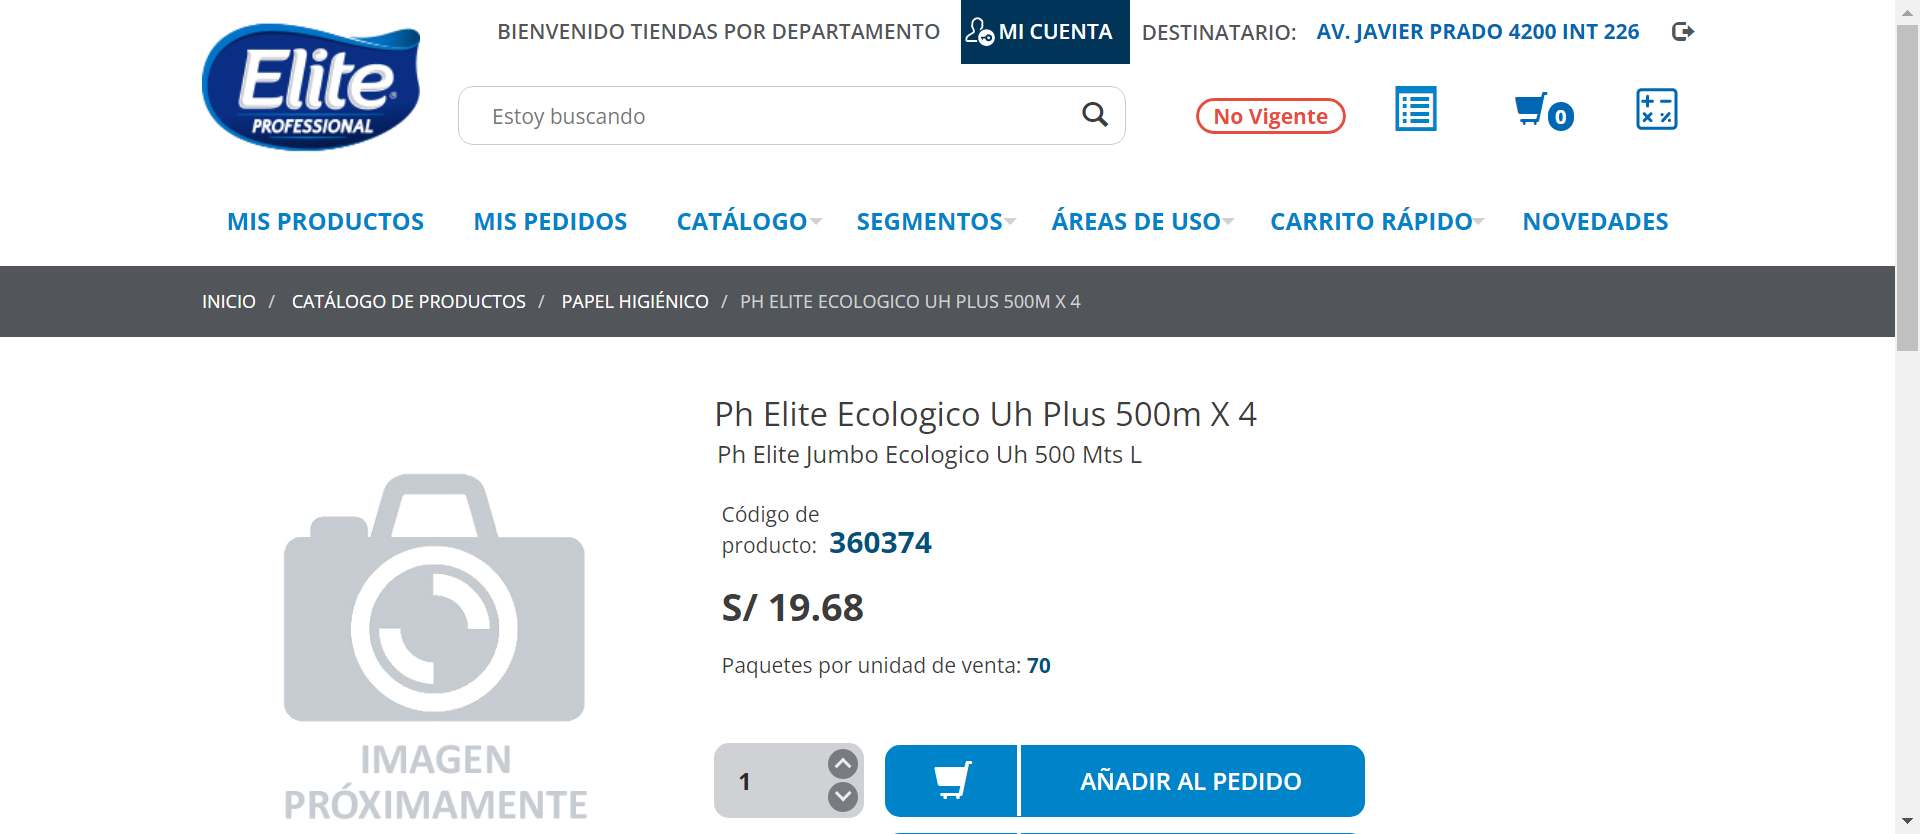 BIENVENIDO TIENDAS POR DEPARTAMENTO
MI CUENTA
DESTINATARIO: AV. JAVIER PRADO 4200 INT 226
Elite®
PROFESSIONAL
Estoy buscando
No Vigente
0
MIS PRODUCTOS
MIS PEDIDOS
CATÁLOGO
SEGMENTOS
ÁREAS DE USO
CARRITO RÁPIDO
NOVEDADES
INICIO / CATÁLOGO DE PRODUCTOS / PAPEL HIGIÉNICO / PH ELITE ECOLOGICO UH PLUS 500M X 4
Ph Elite Ecologico Uh Plus 500m X 4
Ph Elite Jumbo Ecologico Uh 500 Mts L
Código de
producto: 360374
S/ 19.68
Paquetes por unidad de venta: 70
IMAGEN
PRÓXIMAMENTE
1
AÑADIR AL PEDIDO